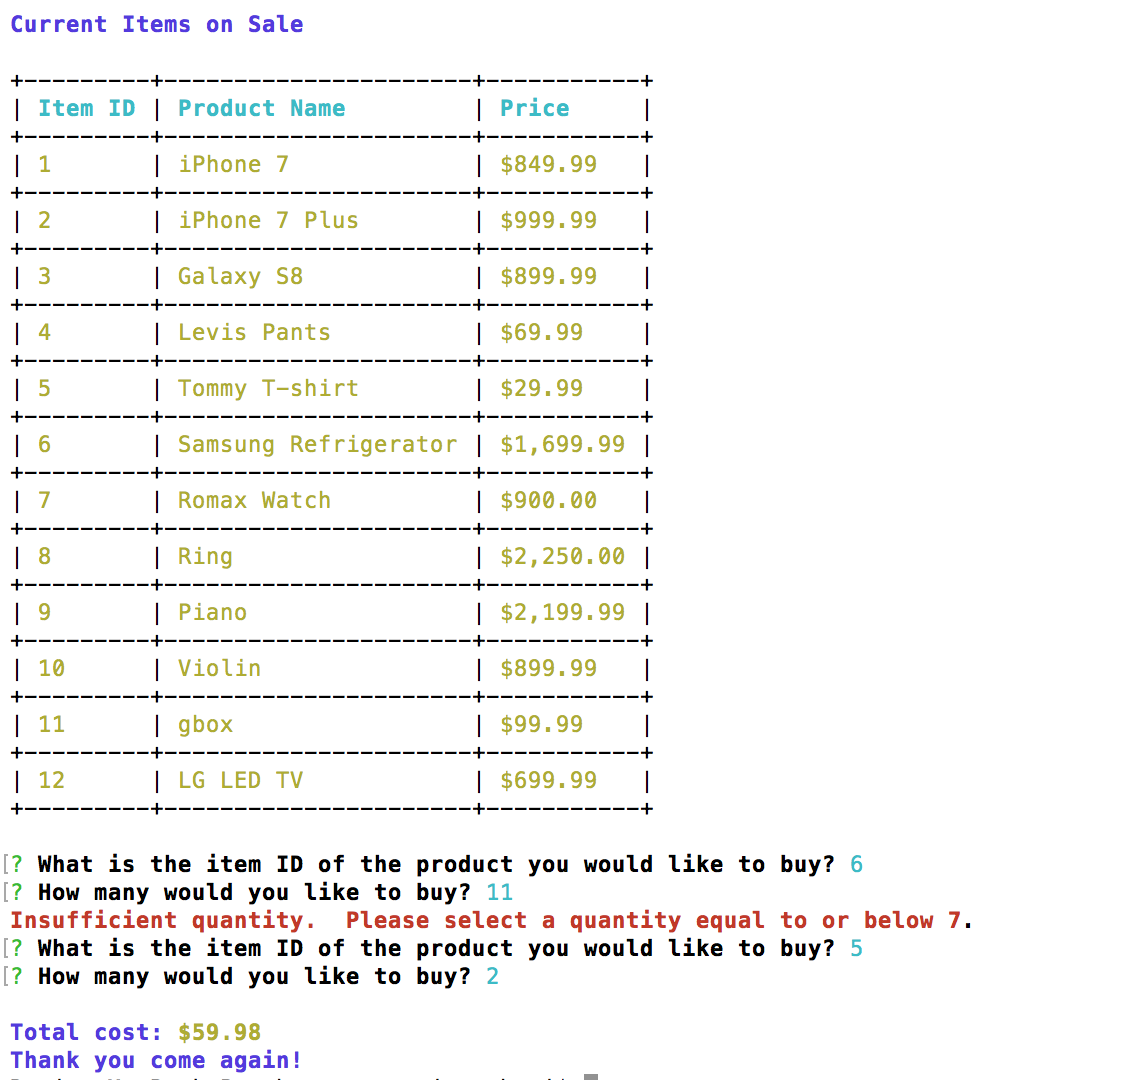 Current Items on Sale
+---------+----------------------+-----------+
| Item ID | Product Name         | Price     |
+---------+----------------------+-----------+
| 1       | iPhone 7             | $849.99   |
+---------+----------------------+-----------+
| 2       | iPhone 7 Plus        | $999.99   |
+---------+----------------------+-----------+
| 3       | Galaxy S8            | $899.99   |
+---------+----------------------+-----------+
| 4       | Levis Pants          | $69.99    |
+---------+----------------------+-----------+
| 5       | Tommy T-shirt        | $29.99    |
+---------+----------------------+-----------+
| 6       | Samsung Refrigerator | $1,699.99 |
+---------+----------------------+-----------+
| 7       | Romax Watch          | $900.00   |
+---------+----------------------+-----------+
| 8       | Ring                 | $2,250.00 |
+---------+----------------------+-----------+
| 9       | Piano                | $2,199.99 |
+---------+----------------------+-----------+
| 10      | Violin               | $899.99   |
+---------+----------------------+-----------+
| 11      | gbox                 | $99.99    |
+---------+----------------------+-----------+
| 12      | LG LED TV            | $699.99   |
+---------+----------------------+-----------+
[? What is the item ID of the product you would like to buy? 6
[? How many would you like to buy? 11
Insufficient quantity.  Please select a quantity equal to or below 7.
[? What is the item ID of the product you would like to buy? 5
[? How many would you like to buy? 2
Total cost: $59.98
Thank you come again!